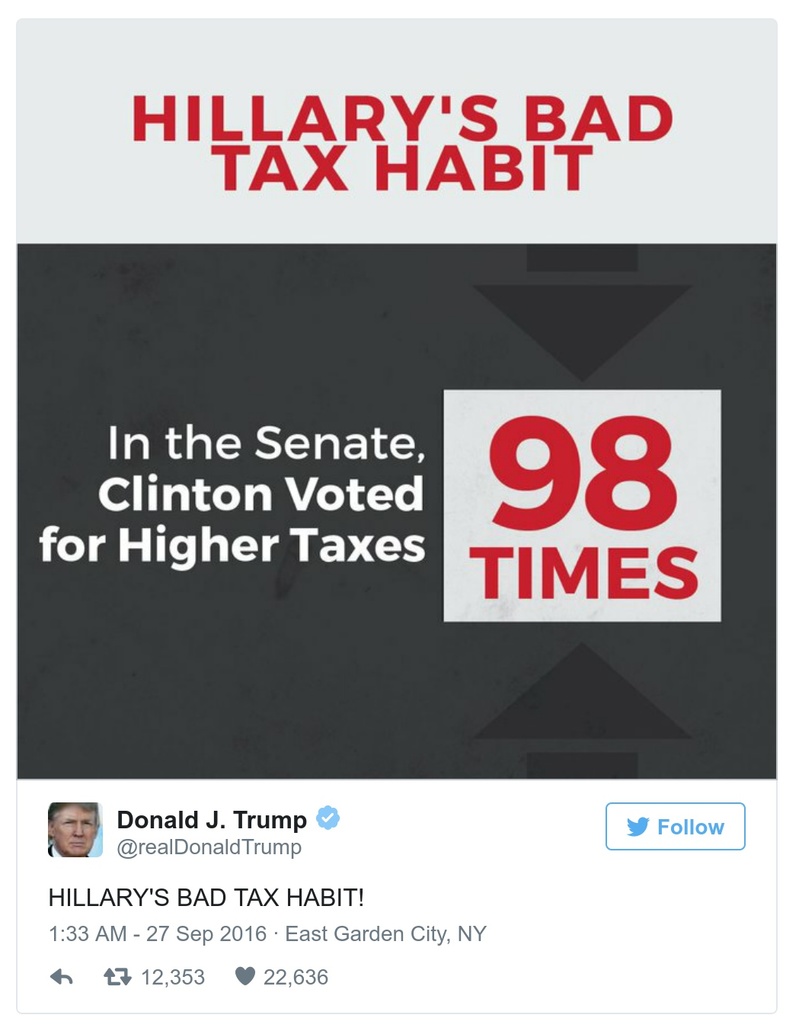 HILLARY'S BAD
TAX HABIT
In the Senate,
Clinton Voted
for Higher Taxes
98
TIMES
Donald J. Trump
@realDonaldTrump
Follow
HILLARY'S BAD TAX HABIT!
1:33 AM - 27 Sep 2016 · East Garden City, NY
12,353 22,636